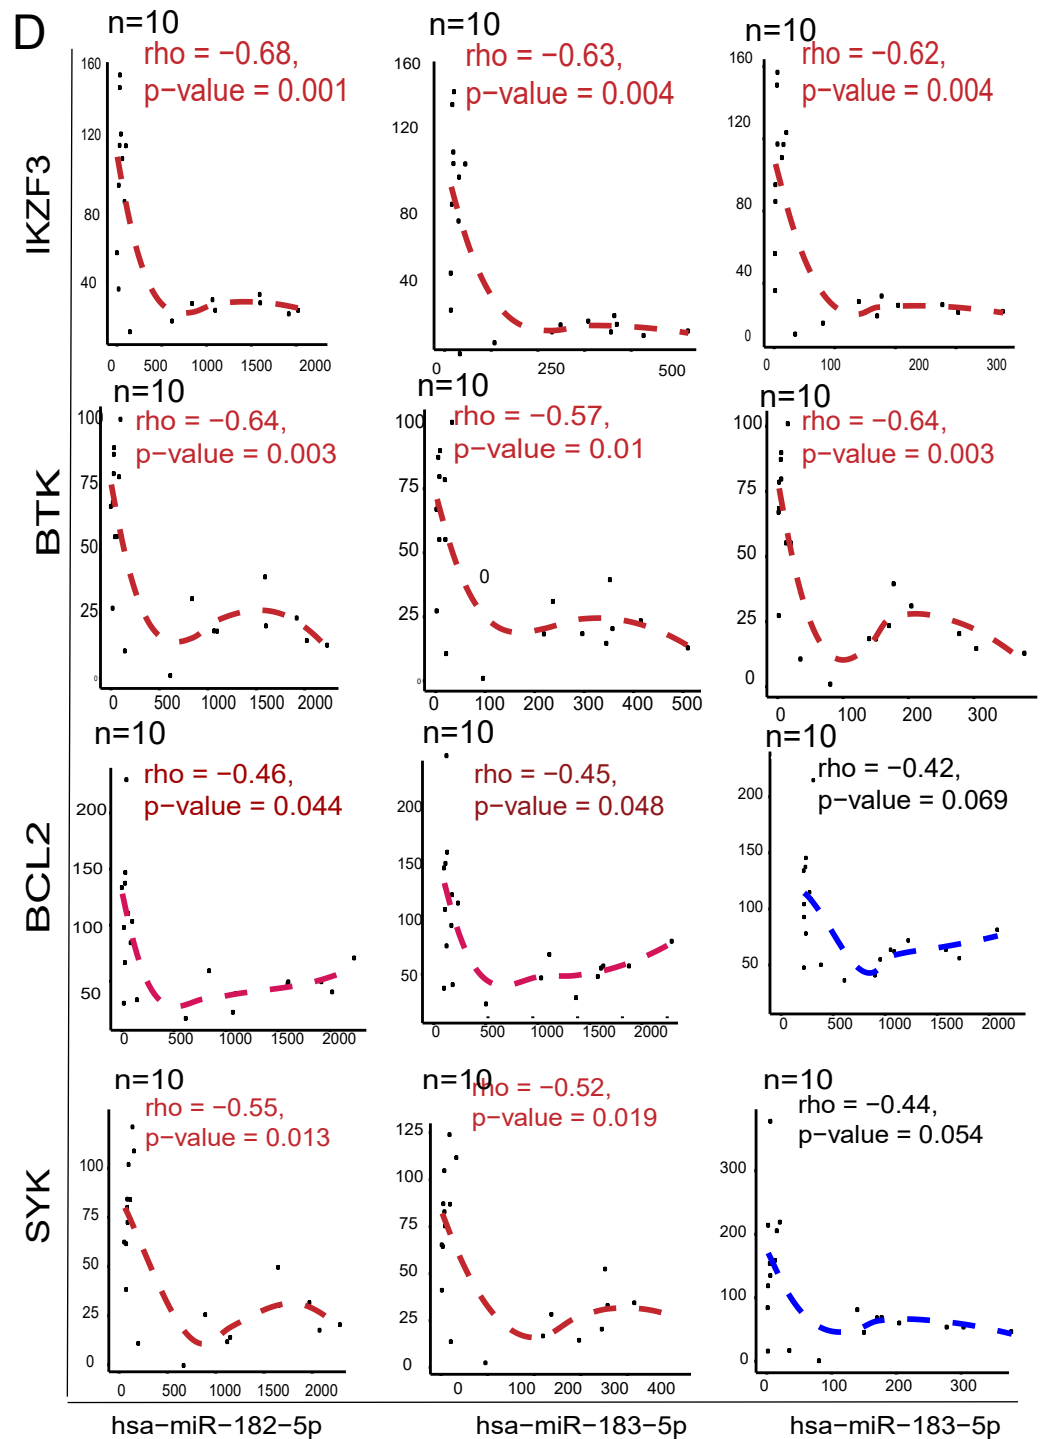 D
n=10
rho = −0.68,
p−value = 0.001
160
120
80
40
0
500
1000
1500
2000
n=10
rho = −0.63,
p−value = 0.004
160
120
80
40
0
250
500
n=10
rho = −0.62,
p−value = 0.004
160
120
80
40
0
0
100
200
300
IKZF3
n=10
rho = −0.64,
p−value = 0.003
100
75
50
25
0
0
500
1000
1500
2000
n=10
rho = −0.57,
p−value = 0.01
100
75
50
25
0
0
0
100
200
300
400
500
n=10
rho = −0.64,
p−value = 0.003
100
75
50
25
0
0
100
200
300
BTK
n=10
rho = −0.46,
p−value = 0.044
200
150
100
50
0
500
1000
1500
2000
n=10
rho = −0.45,
p−value = 0.048
200
150
100
50
0
500
1000
1500
2000
n=10
rho = −0.42,
p−value = 0.069
200
150
100
50
0
500
1000
1500
2000
BCL2
n=10
rho = −0.55,
p−value = 0.013
100
75
50
25
0
0
500
1000
1500
2000
n=10
rho = −0.52,
p−value = 0.019
125
100
75
50
25
0
0
100
200
300
400
n=10
rho = −0.44,
p−value = 0.054
300
200
100
0
0
100
200
300
SYK
hsa−miR−182−5p
hsa−miR−183−5p
hsa−miR−183−5p